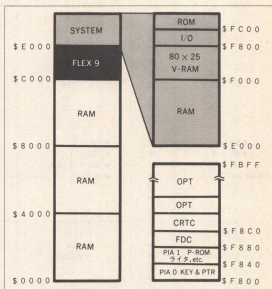 SYSTEM
$E000
FLEX 9
$C000
RAM
$8000
RAM
$4000
RAM
$0000
ROM
$FC00
I/O
$F800
80×25
V-RAM
$F000
RAM
$E000
$FBFF
OPT
OPT
CRTC
$F8C0
FDC
$F880
PIA 1 P-ROM
ライタ, etc.
$F840
PIA 0 KEY & PTR
$F800